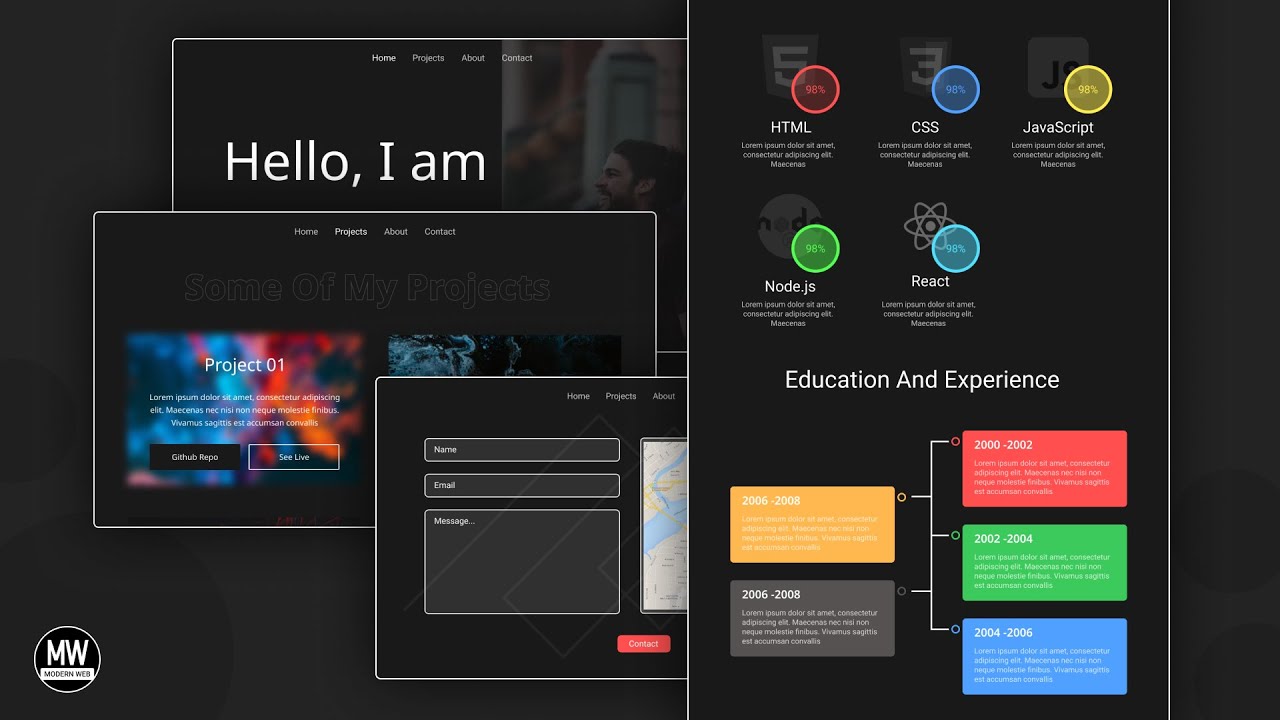 Home Projects About Contact
Hello, I am
Home Projects About Contact
Some Of My Projects
Project 01
Lorem ipsum dolor sit amet, consectetur adipiscing
elit. Maecenas nec nisi non neque molestie finibus.
Vivamus sagittis est accumsan convallis
Github Repo
See Live
Home Projects About
Name
Email
Message...
Contact
5
98%
HTML
Lorem ipsum dolor sit amet,
consectetur adipiscing elit.
Maecenas
3
98%
CSS
Lorem ipsum dolor sit amet,
consectetur adipiscing elit.
Maecenas
JS
98%
JavaScript
Lorem ipsum dolor sit amet,
consectetur adipiscing elit.
Maecenas
node
98%
Node.js
Lorem ipsum dolor sit amet,
consectetur adipiscing elit.
Maecenas
98%
React
Lorem ipsum dolor sit amet,
consectetur adipiscing elit.
Maecenas
Education And Experience
2000 -2002
Lorem ipsum dolor sit amet, consectetur
adipiscing elit. Maecenas nec nisi non
neque molestie finibus. Vivamus sagittis
est accumsan convallis
2006 -2008
Lorem ipsum dolor sit amet, consectetur
adipiscing elit. Maecenas nec nisi non
neque molestie finibus. Vivamus sagittis
est accumsan convallis
2002 -2004
Lorem ipsum dolor sit amet, consectetur
adipiscing elit. Maecenas nec nisi non
neque molestie finibus. Vivamus sagittis
est accumsan convallis
2006 -2008
Lorem ipsum dolor sit amet, consectetur
adipiscing elit. Maecenas nec nisi non
neque molestie finibus. Vivamus sagittis
est accumsan convallis
2004 -2006
Lorem ipsum dolor sit amet, consectetur
adipiscing elit. Maecenas nec nisi non
neque molestie finibus. Vivamus sagittis
est accumsan convallis
MW
MODERN WEB